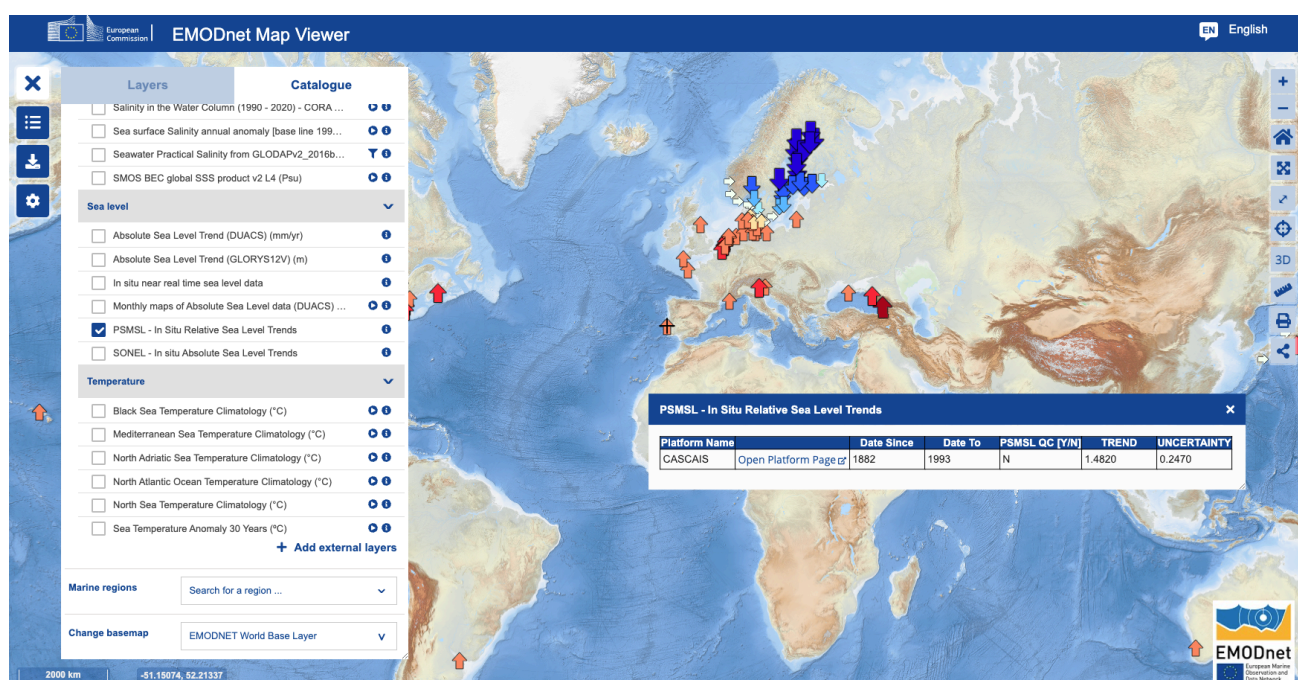 European
Commission
EMODnet Map Viewer
EN
English
Layers
Catalogue
Salinity in the Water Column (1990 - 2020) - CORA ...
Sea surface Salinity annual anomaly [base line 199...
Seawater Practical Salinity from GLODAPv2_2016b...
SMOS BEC global SSS product v2 L4 (Psu)
Sea level
Absolute Sea Level Trend (DUACS) (mm/yr)
Absolute Sea Level Trend (GLORYS12V) (m)
In situ near real time sea level data
Monthly maps of Absolute Sea Level data (DUACS) ...
PSMSL - In Situ Relative Sea Level Trends
SONEL - In situ Absolute Sea Level Trends
Temperature
Black Sea Temperature Climatology (°C)
Mediterranean Sea Temperature Climatology (°C)
North Adriatic Sea Temperature Climatology (°C)
North Atlantic Ocean Temperature Climatology (°C)
North Sea Temperature Climatology (°C)
Sea Temperature Anomaly 30 Years (°C)
+ Add external layers
Marine regions
Search for a region ...
Change basemap
EMODNET World Base Layer
2000 km
-51.15074, 52.21337
3D
PSMSL - In Situ Relative Sea Level Trends
Platform Name Date Since Date To PSMSL QC [Y/N] TREND UNCERTAINTY
CASCAIS Open Platform Page 1882 1993 N 1.4820 0.2470
EMODnet
European Marine
Observation and
Data Network